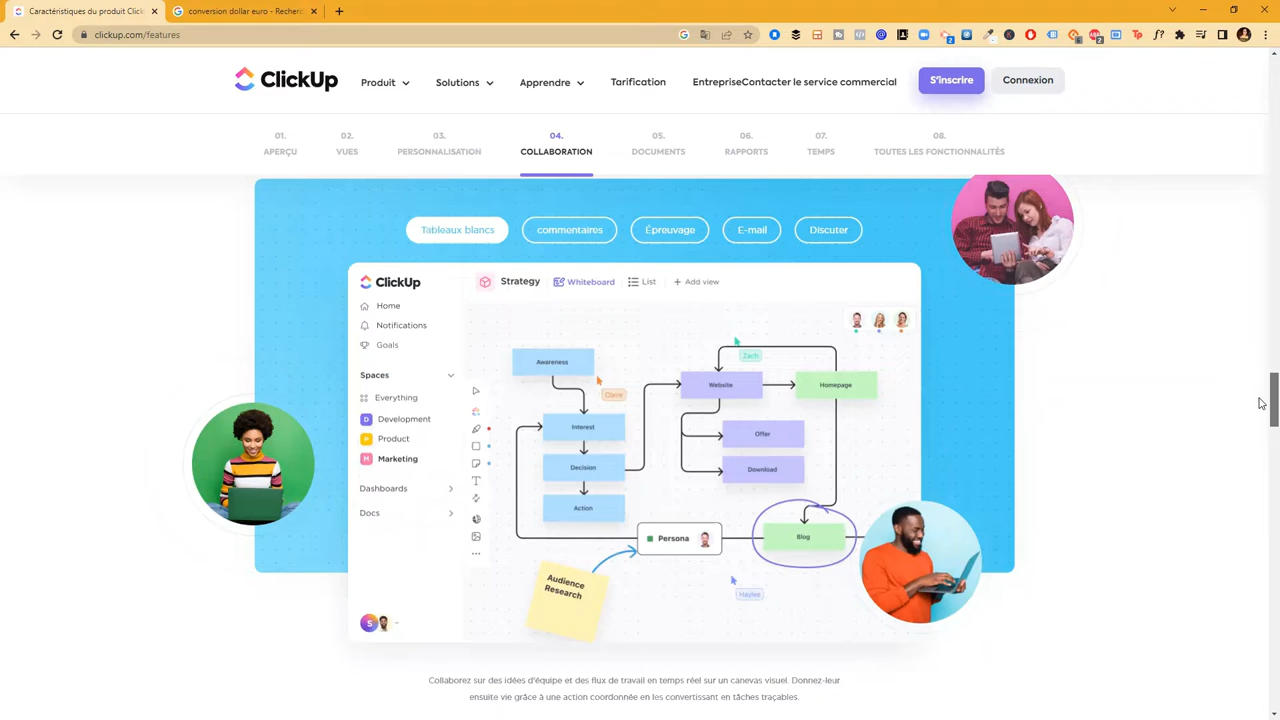 Caractéristiques du produit Click
conversion dollar euro - Recherc
clickup.com/features
ClickUp
Produit
Solutions
Apprendre
Tarification
EntrepriseContacter le service commercial
S'inscrire
Connexion
01.
APERÇU
02.
VUES
03.
PERSONNALISATION
04.
COLLABORATION
05.
DOCUMENTS
06.
RAPPORTS
07.
TEMPS
08.
TOUTES LES FONCTIONNALITÉS
Tableaux blancs
commentaires
Épreuvage
E-mail
Discuter
ClickUp
Strategy
Whiteboard
List
+ Add view
Home
Notifications
Goals
Spaces
Everything
D Development
P Product
M Marketing
Dashboards
Docs
S
Awareness
Claire
Interest
Decision
Action
Zach
Website
Homepage
Offer
Download
Persona
Blog
Audience
Research
Haylee
Collaborez sur des idées d'équipe et des flux de travail en temps réel sur un canevas visuel. Donnez-leur
ensuite vie grâce à une action coordonnée en les convertissant en tâches traçables.